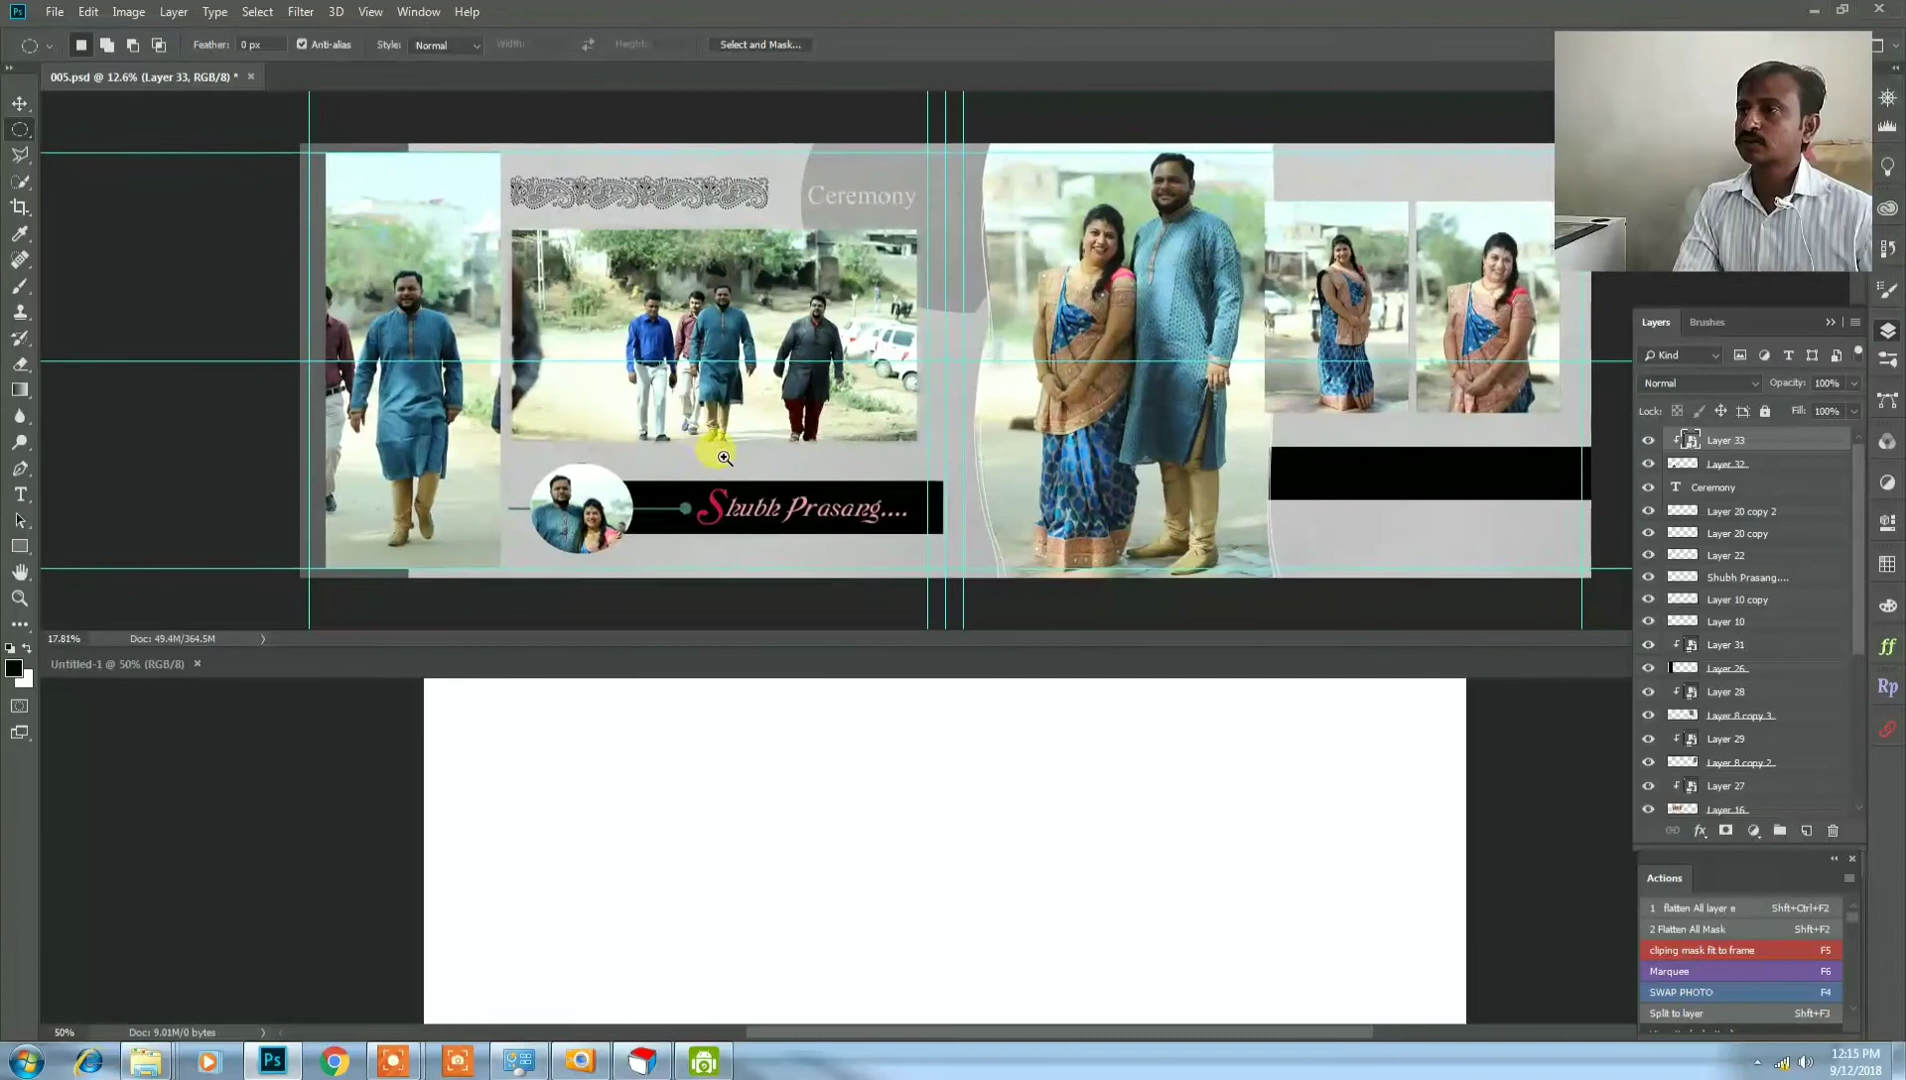 Ps File Edit Image Layer Type Select Filter 3D View Window Help
Feather: 0 px Anti-alias Style: Normal Width: Height: Select and Mask...
005.psd @ 12.6% (Layer 33, RGB/8) * ×
Ceremony
Shubh Prasang....
17.81% Doc: 49.4M/364.5M
Untitled-1 @ 50% (RGB/8) ×
50% Doc: 9.01M/0 bytes
Layers Brushes
Kind
Normal Opacity: 100%
Lock: Fill: 100%
Layer 33
Layer 32
Ceremony
Layer 20 copy 2
Layer 20 copy
Layer 22
Shubh Prasang....
Layer 10 copy
Layer 10
Layer 31
Layer 26
Layer 28
Layer 8 copy 3
Layer 29
Layer 8 copy 2
Layer 27
Layer 16
fx
Actions
1 flatten All layer e Shft+Ctrl+F2
2 Flatten All Mask Shft+F2
cliping mask fit to frame F5
Marquee F6
SWAP PHOTO F4
Split to layer Shft+F3
ff
Rp
Ps
12:15 PM
9/12/2018